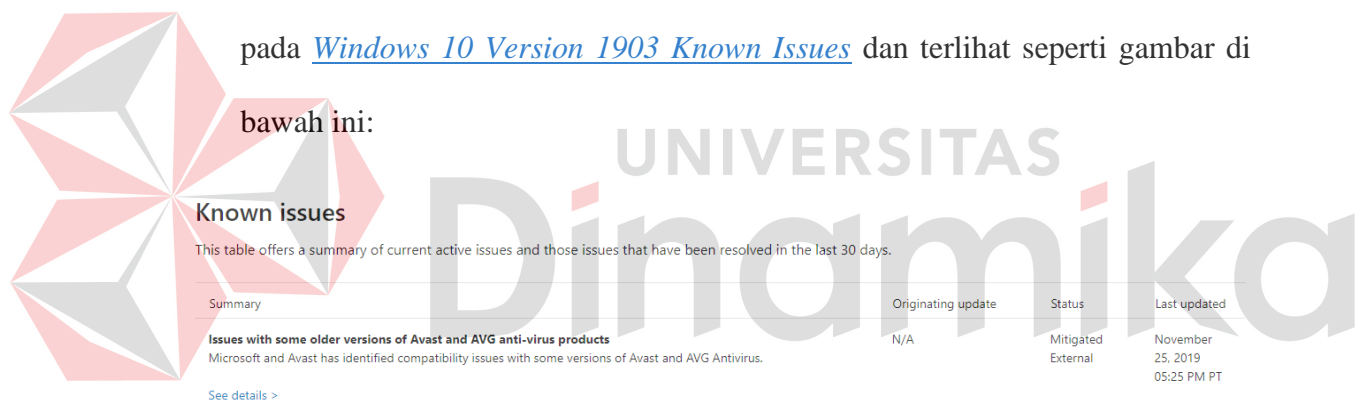 pada Windows 10 Version 1903 Known Issues dan terlihat seperti gambar di
bawah ini:
UNIVERSITAS
Dinamika
Known issues
This table offers a summary of current active issues and those issues that have been resolved in the last 30 days.
Summary Originating update Status Last updated
Issues with some older versions of Avast and AVG anti-virus products N/A Mitigated November
Microsoft and Avast has identified compatibility issues with some versions of Avast and AVG Antivirus. External 25, 2019
05:25 PM PT
See details >